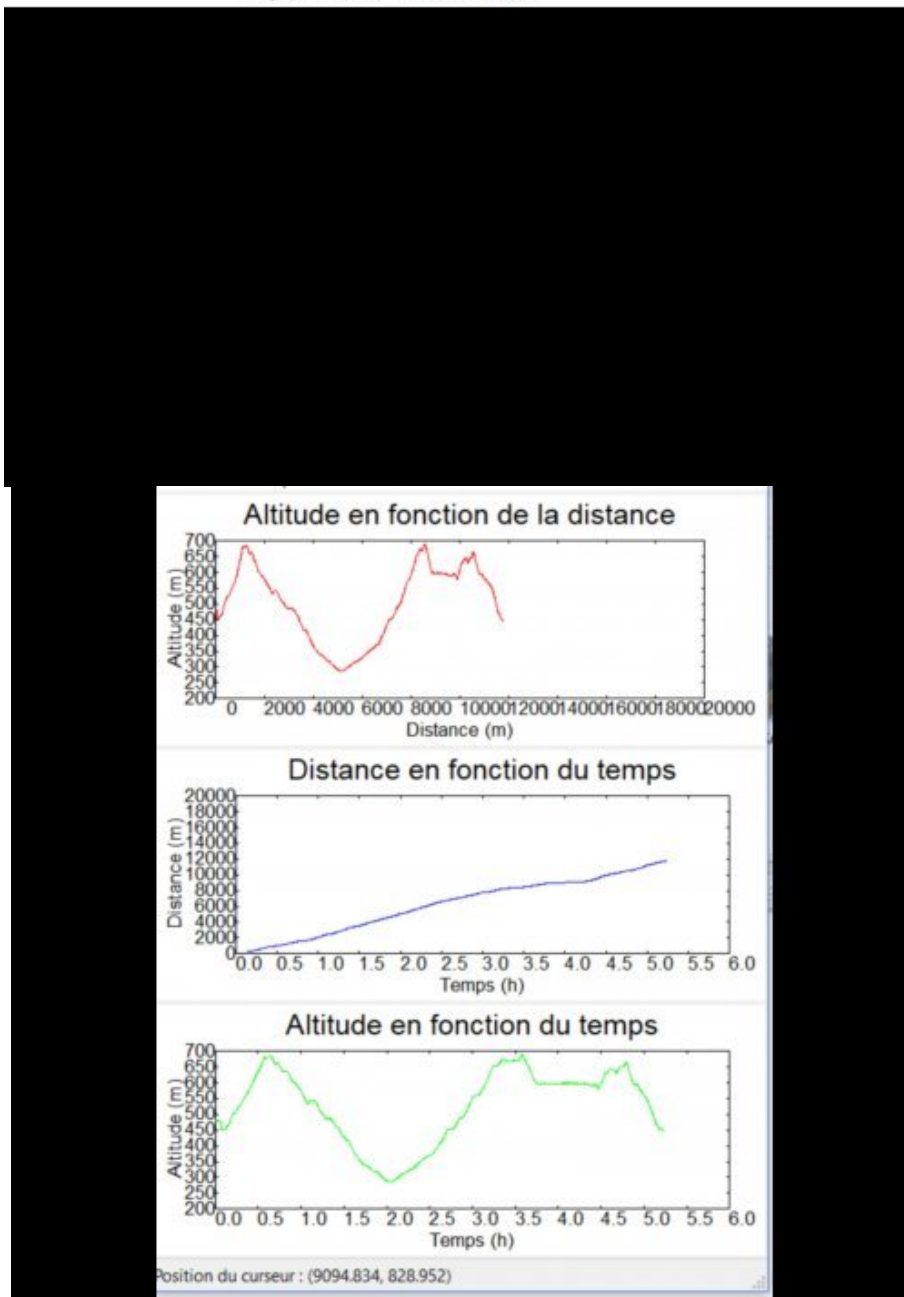 Altitude en fonction de la distance
700
650
600
550
500
450
400
350
300
250
200
Altitude (m)
0 2000 4000 6000 8000 10000 12000 14000 16000 18000 20000
Distance (m)
Distance en fonction du temps
20000
18000
16000
14000
12000
10000
8000
6000
4000
2000
0
Distance (m)
0.0 0.5 1.0 1.5 2.0 2.5 3.0 3.5 4.0 4.5 5.0 5.5 6.0
Temps (h)
Altitude en fonction du temps
700
650
600
550
500
450
400
350
300
250
200
Altitude (m)
0.0 0.5 1.0 1.5 2.0 2.5 3.0 3.5 4.0 4.5 5.0 5.5 6.0
Temps (h)
Position du curseur : (9094.834, 828.952)